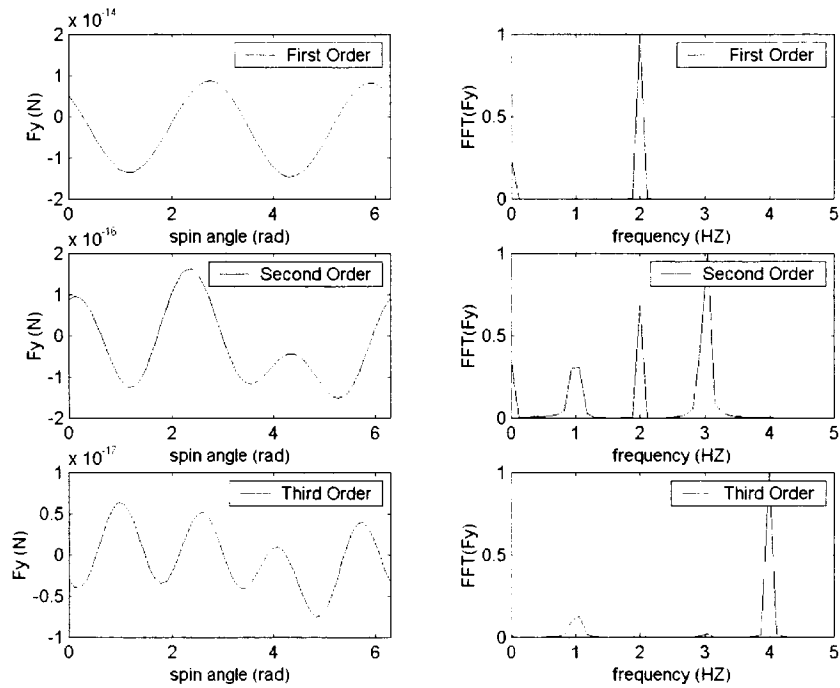 x 10^-14
2
1
0
-1
-2
Fy (N)
First Order
0 2 4 6
spin angle (rad)
1
0.5
0
FFT(Fy)
First Order
0 1 2 3 4 5
frequency (HZ)
x 10^-16
2
1
0
-1
-2
Fy (N)
Second Order
0 2 4 6
spin angle (rad)
1
0.5
0
FFT(Fy)
Second Order
0 1 2 3 4 5
frequency (HZ)
x 10^-17
1
0.5
0
-0.5
-1
Fy (N)
Third Order
0 2 4 6
spin angle (rad)
1
0.5
0
FFT(Fy)
Third Order
0 1 2 3 4 5
frequency (HZ)